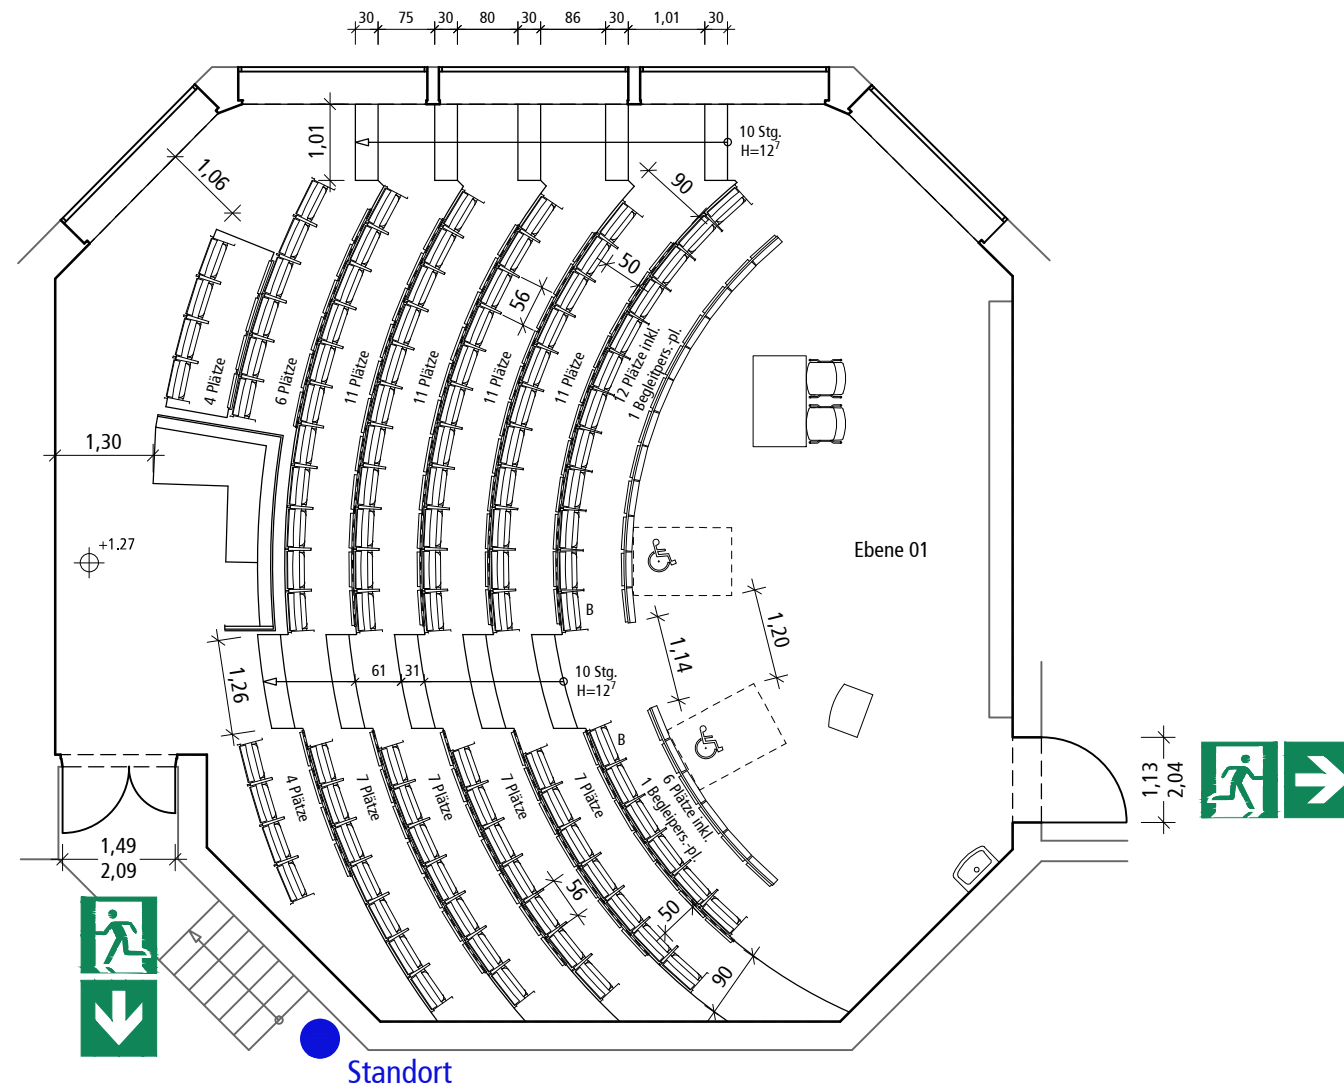 30 75 30 80 30 86 30 1,01 30
1,01
10 Stg.
H=12⁷
1,06
90
50
56
4 Plätze
6 Plätze
11 Plätze
11 Plätze
11 Plätze
11 Plätze
12 Plätze inkl.
1 Begleitpers.-pl.
1,30
+1.27
Ebene 01
B
1,20
1,14
1,26
61 31
10 Stg.
H=12⁷
B
4 Plätze
7 Plätze
7 Plätze
7 Plätze
7 Plätze
6 Plätze inkl.
1 Begleipers.-pl
1,13
2,04
1,49
2,09
56
50
90
Standort